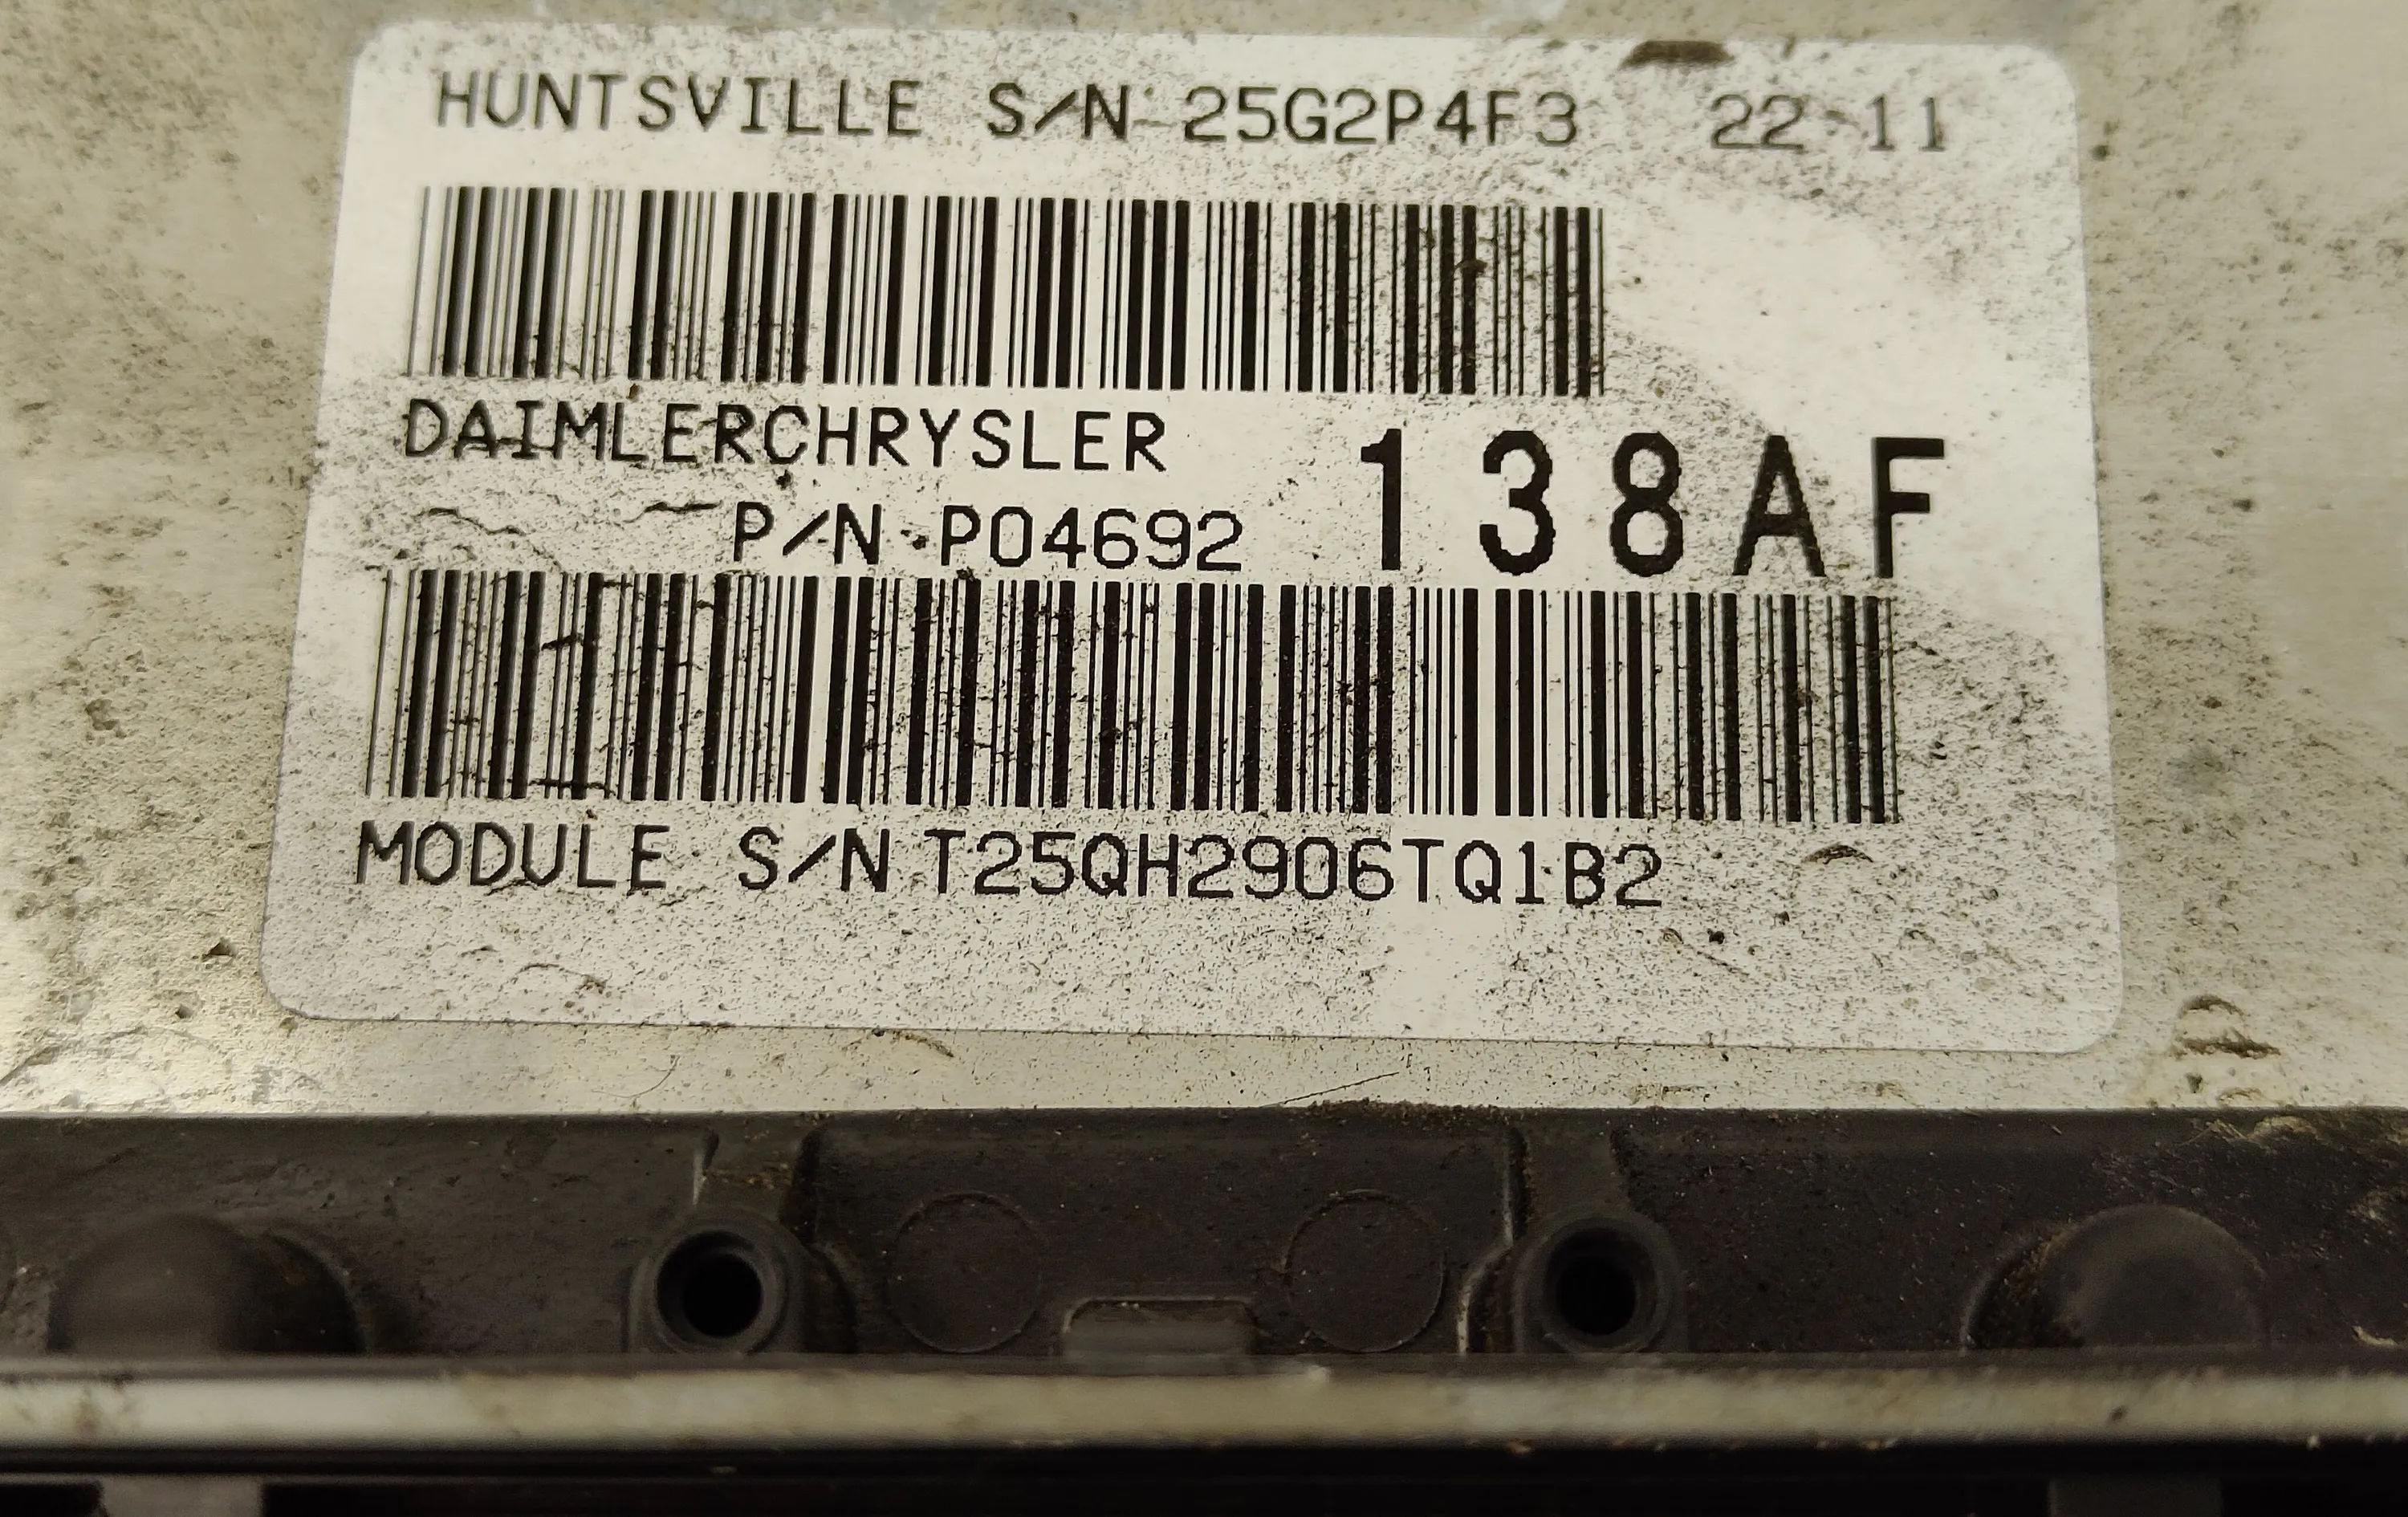 HUNTSVILLE S/N 25G2P4F3 22 11
DAIMLERCHRYSLER
P/N P04692 138AF
MODULE S/N T25QH2906TQ1B2